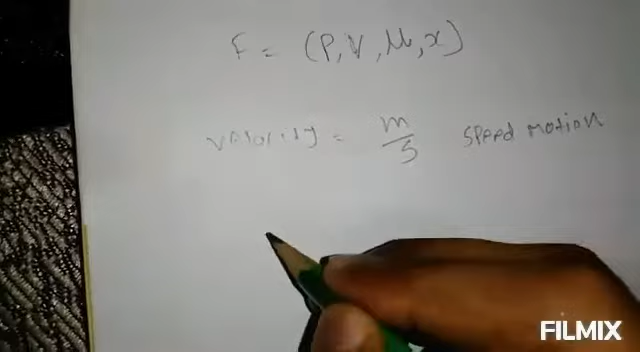 F = (P, V, M, x)
velocity = m/s speed motion
FILMIX